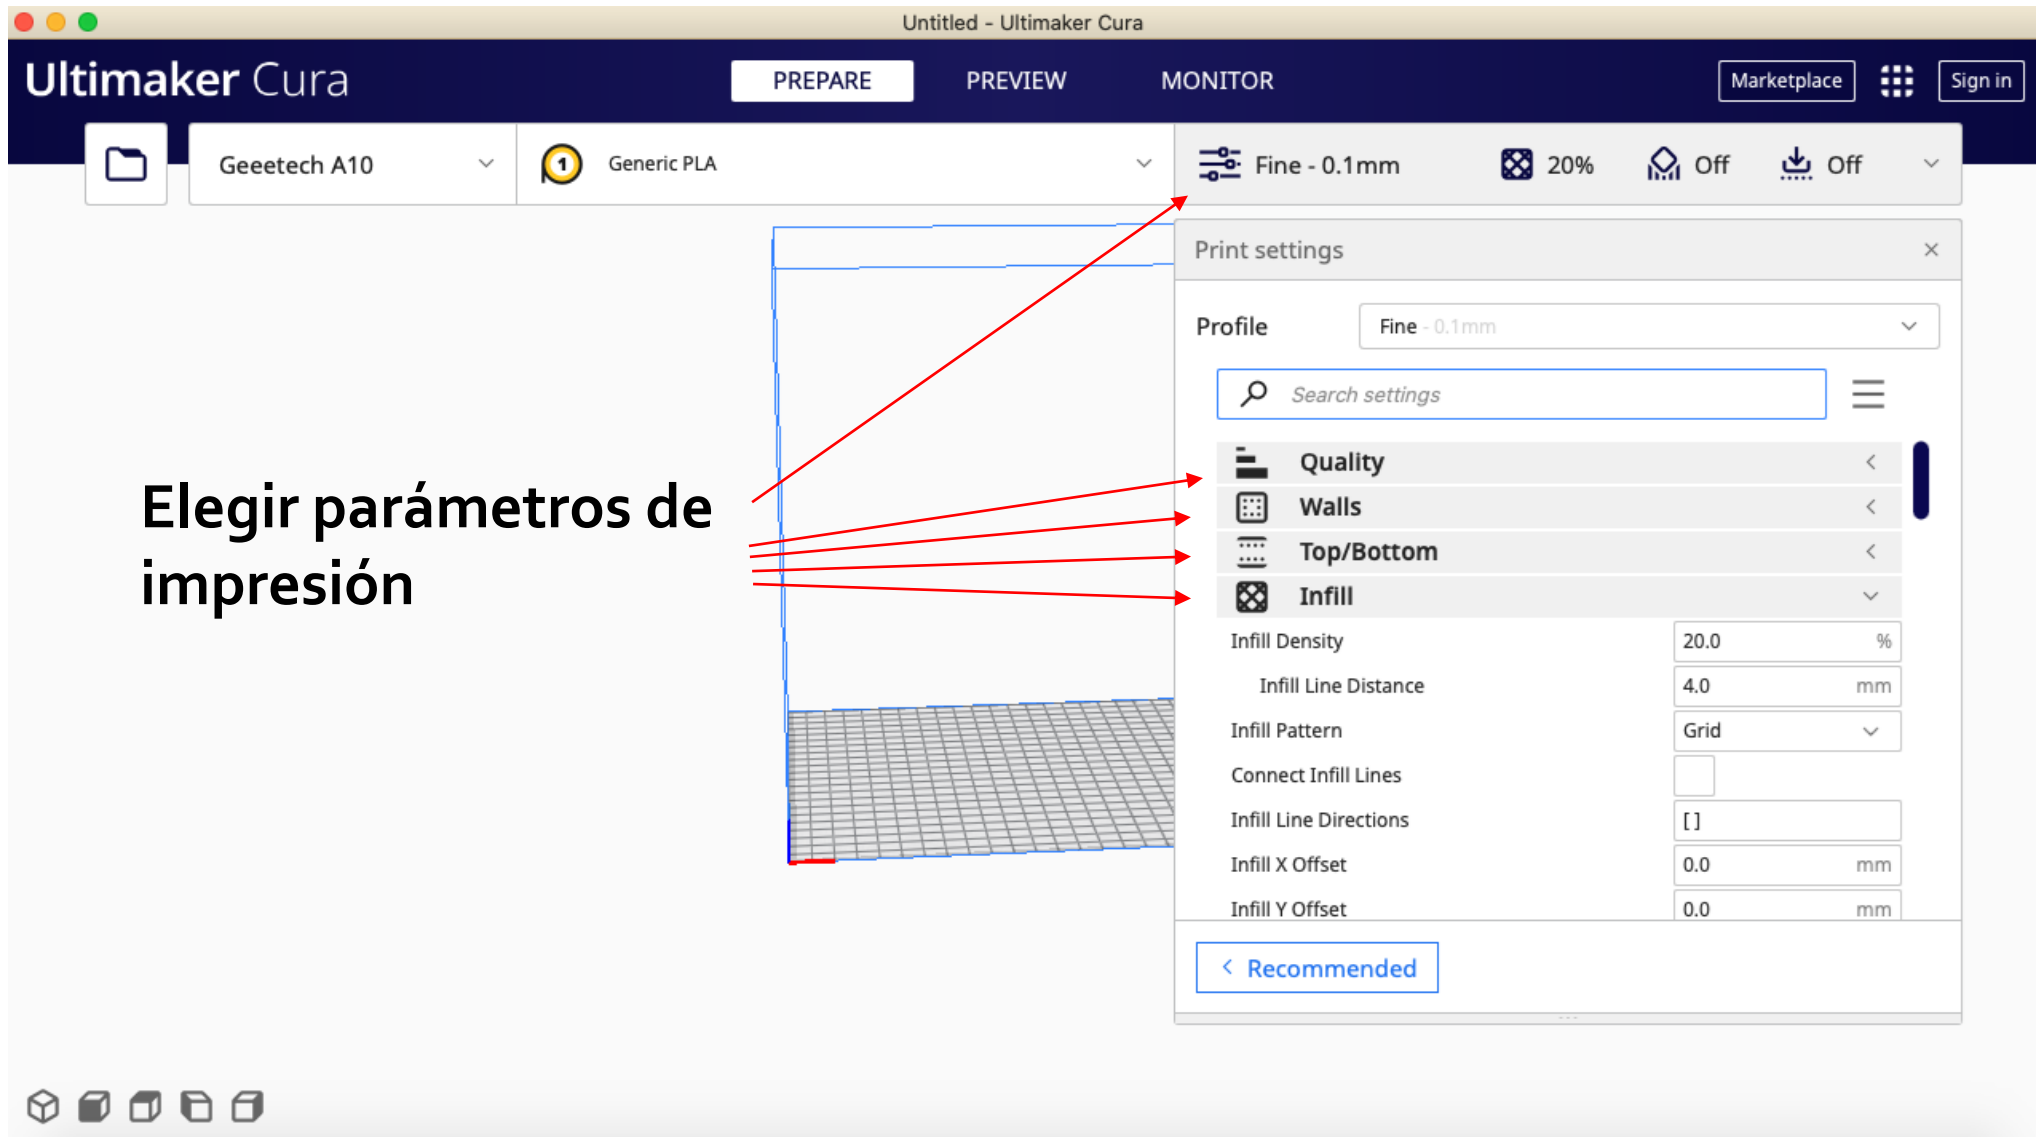 Untitled - Ultimaker Cura
Ultimaker Cura
PREPARE
PREVIEW
MONITOR
Marketplace
Sign in
Geeetech A10
1
Generic PLA
Fine - 0.1mm
20%
Off
Off
Print settings
Profile
Fine - 0.1mm
Search settings
Quality
Walls
Top/Bottom
Infill
Infill Density 20.0 %
Infill Line Distance 4.0 mm
Infill Pattern Grid
Connect Infill Lines
Infill Line Directions []
Infill X Offset 0.0 mm
Infill Y Offset 0.0 mm
Recommended
Elegir parámetros de
impresión